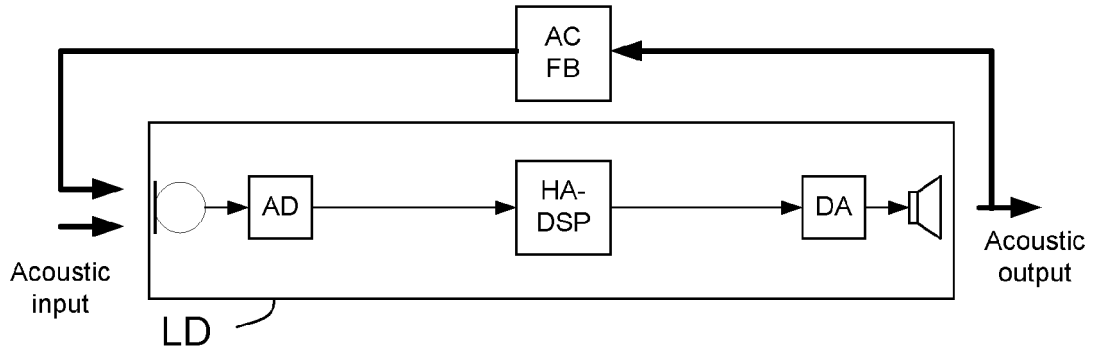 AC
FB
AD
HA-
DSP
DA
Acoustic
input
Acoustic
output
LD